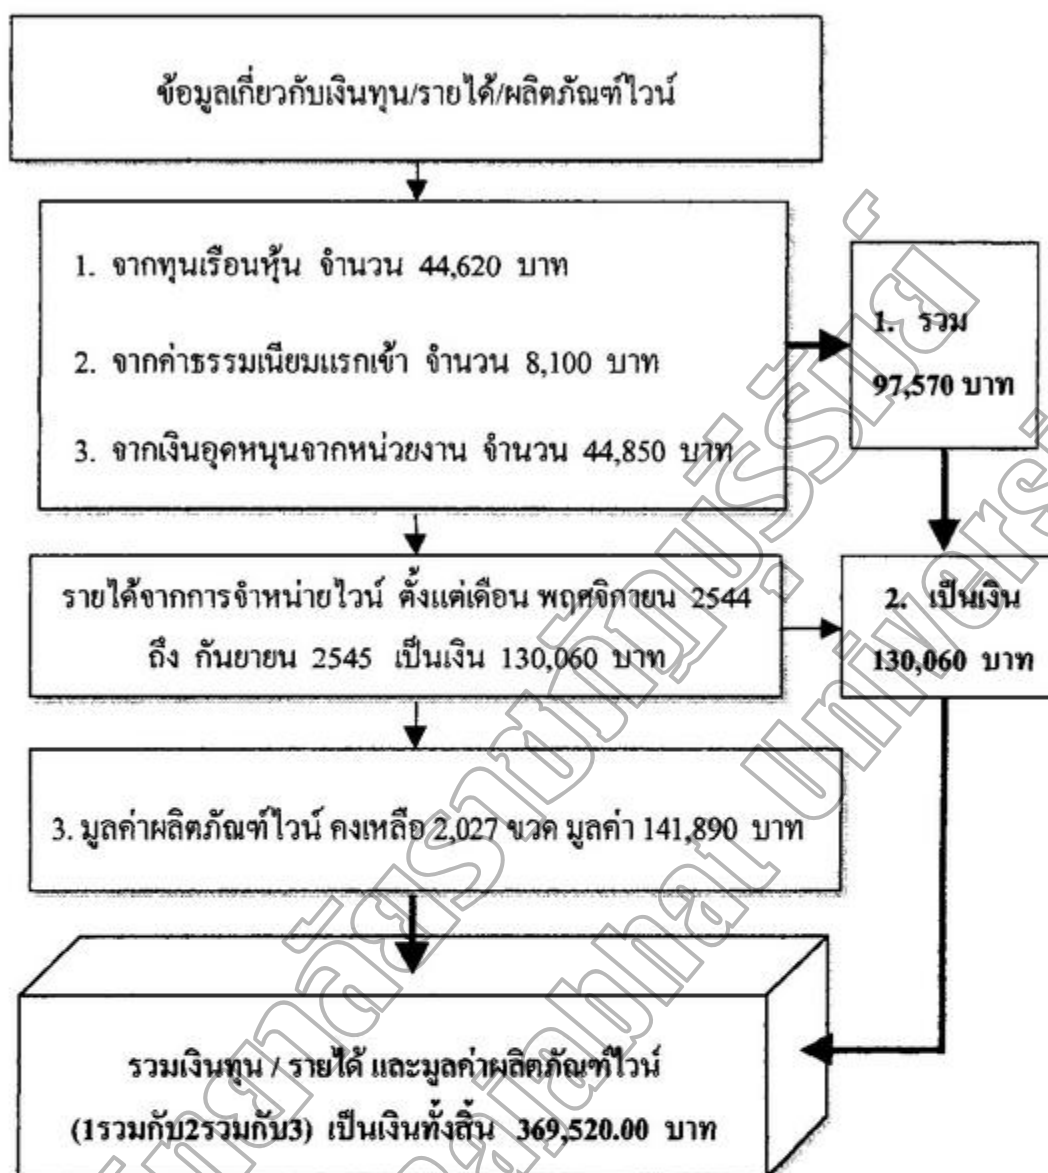 ข้อมูลเกี่ยวกับเงินทุน/รายได้/ผลิตภัณฑ์ไวน์
1. จากทุนเรือนหุ้น จำนวน 44,620 บาท
2. จากค่าธรรมเนียมแรกเข้า จำนวน 8,100 บาท
3. จากเงินอุดหนุนจากหน่วยงาน จำนวน 44,850 บาท
1. รวม
97,570 บาท
รายได้จากการจำหน่ายไวน์ ตั้งแต่เดือน พฤศจิกายน 2544
ถึง กันยายน 2545 เป็นเงิน 130,060 บาท
2. เป็นเงิน
130,060 บาท
3. มูลค่าผลิตภัณฑ์ไวน์ คงเหลือ 2,027 ขวด มูลค่า 141,890 บาท
รวมเงินทุน / รายได้ และมูลค่าผลิตภัณฑ์ไวน์
(1รวมกับ2รวมกับ3) เป็นเงินทั้งสิ้น 369,520.00 บาท